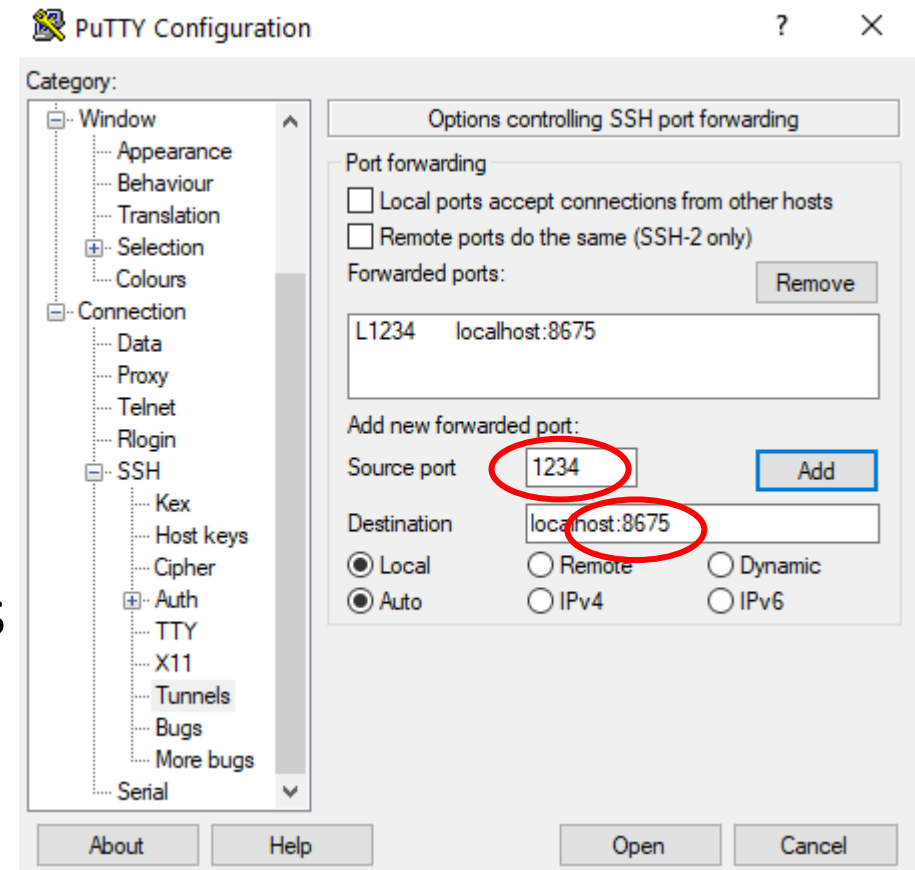 PuTTY Configuration ?
Category:
Window
Appearance
Behaviour
Translation
Selection
Colours
Connection
Data
Proxy
Telnet
Rlogin
SSH
Kex
Host keys
Cipher
Auth
TTY
X11
Tunnels
Bugs
More bugs
Serial
Options controlling SSH port forwarding
Port forwarding
Local ports accept connections from other hosts
Remote ports do the same (SSH-2 only)
Forwarded ports:
Remove
L1234 localhost:8675
Add new forwarded port:
Source port 1234 Add
Destination localhost:8675
Local Remote Dynamic
Auto IPv4 IPv6
About Help Open Cancel